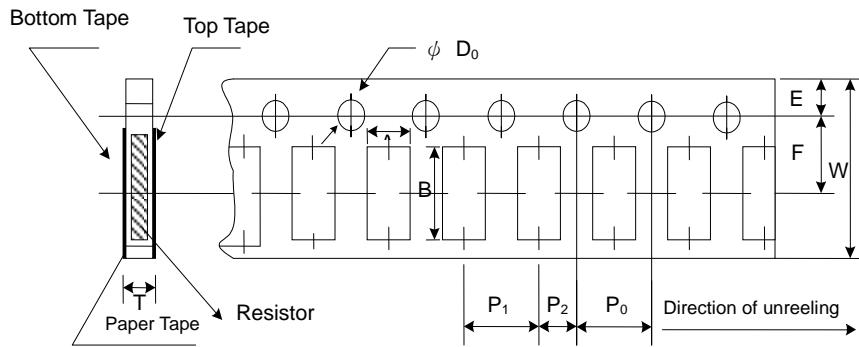 Bottom Tape
Top Tape
ψ D₀
E
F
W
B
T
P₁
P₂
P₀
Direction of unreeling
Resistor
Paper Tape